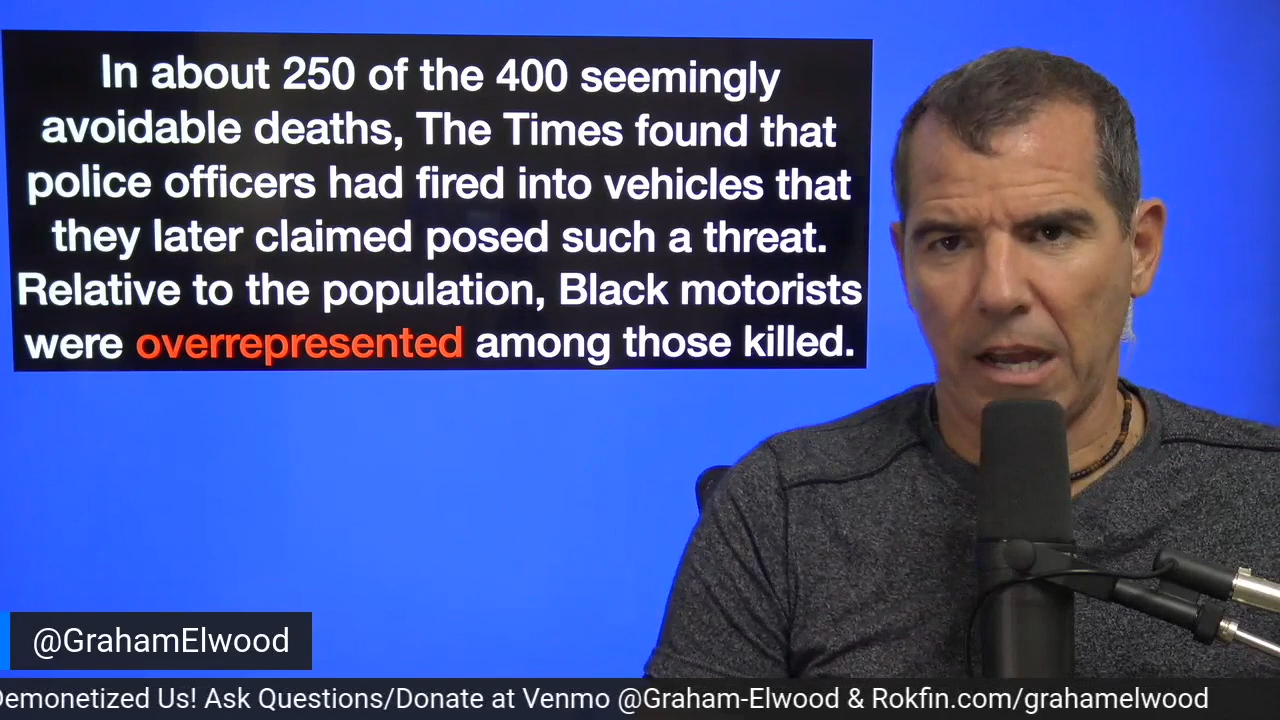 In about 250 of the 400 seemingly
avoidable deaths, The Times found that
police officers had fired into vehicles that
they later claimed posed such a threat.
Relative to the population, Black motorists
were overrepresented among those killed.
@GrahamElwood
Demonetized Us! Ask Questions/Donate at Venmo @Graham-Elwood & Rokfin.com/grahamelwood